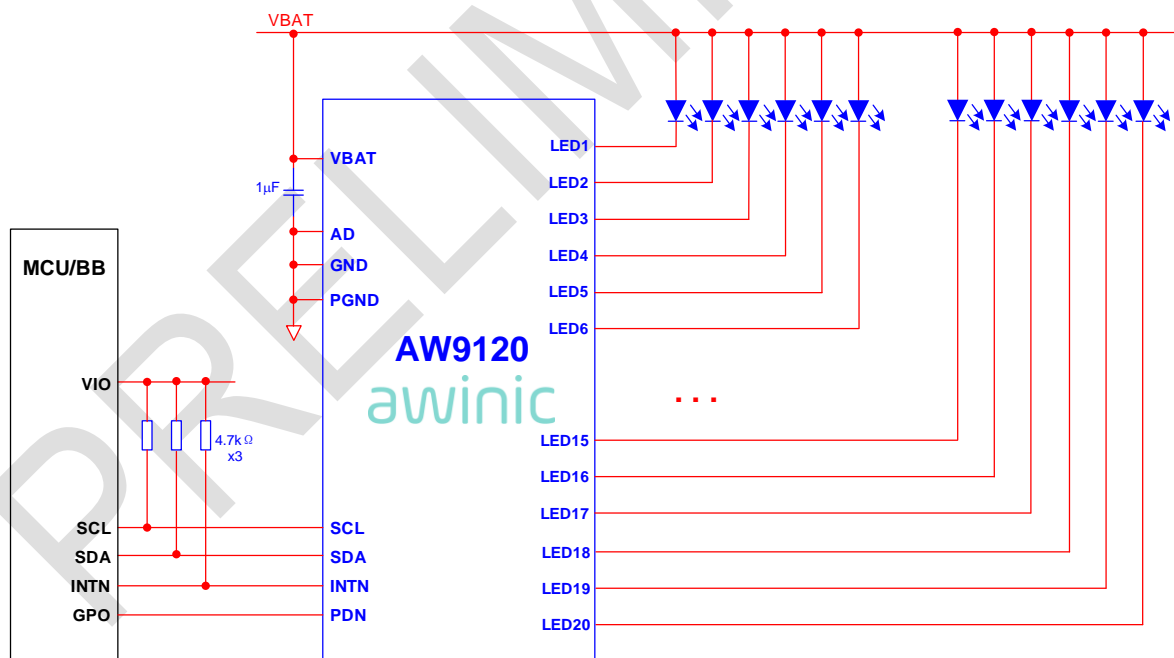 VBAT
PRELIM
MCU/BB
VIO
SCL
SDA
INTN
GPO
4.7kΩ
x3
1μF
VBAT
AD
GND
PGND
AW9120
awinic
SCL
SDA
INTN
PDN
LED1
LED2
LED3
LED4
LED5
LED6
...
LED15
LED16
LED17
LED18
LED19
LED20